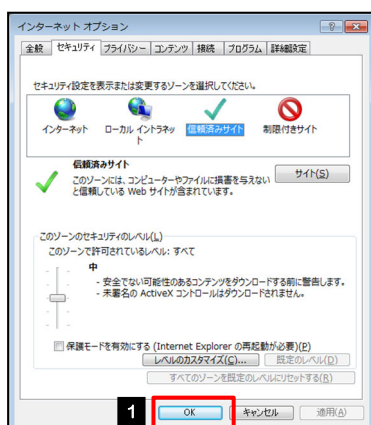 インターネット オプション
全般 セキュリティ プライバシー コンテンツ 接続 プログラム 詳細設定
セキュリティ設定を表示または変更するゾーンを選択してください。
インターネット ローカル イントラネッ
ト 信頼済みサイト 制限付きサイト
信頼済みサイト
このゾーンには、コンピューターやファイルに損害を与えない
と信頼している Web サイトが含まれています。
サイト(S)
このゾーンのセキュリティのレベル(L)
このゾーンで許可されているレベル: すべて
中
- 安全でない可能性のあるコンテンツをダウンロードする前に警告します。
- 未署名の ActiveX コントロールはダウンロードされません。
保護モードを有効にする (Internet Explorer の再起動が必要)(P)
レベルのカスタマイズ(C)... 既定のレベル(D)
すべてのゾーンを既定のレベルにリセットする(R)
1 OK キャンセル 適用(A)